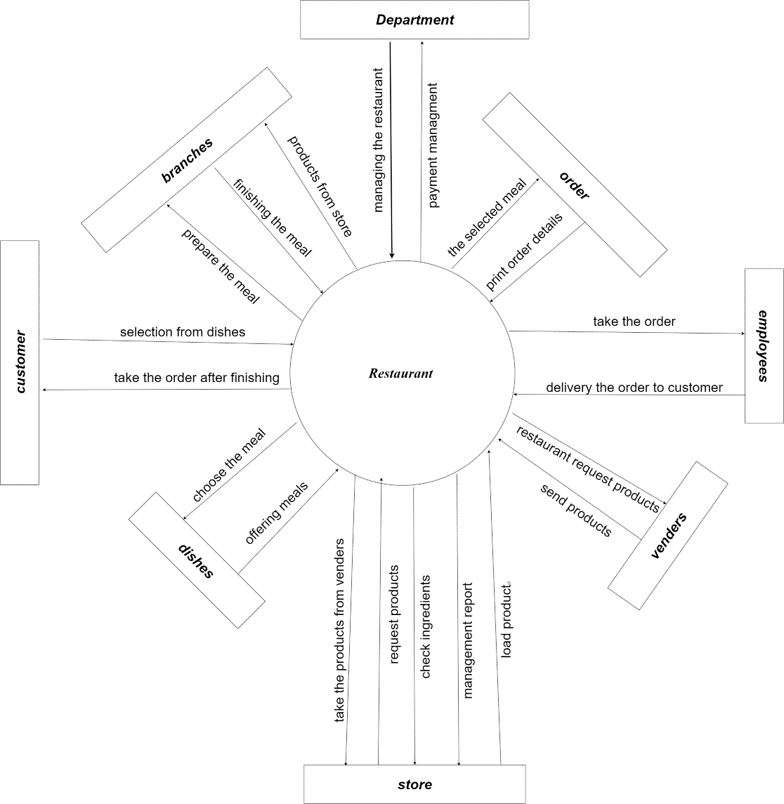 Department
managing the restaurant
payment managment
branches
products from store
finishing the meal
prepare the meal
order
the selected meal
print order details
customer
selection from dishes
take the order after finishing
Restaurant
employees
take the order
delivery the order to customer
venders
restaurant request products
send products
dishes
choose the meal
offering meals
take the products from venders
request products
check ingredients
management report
load product
store